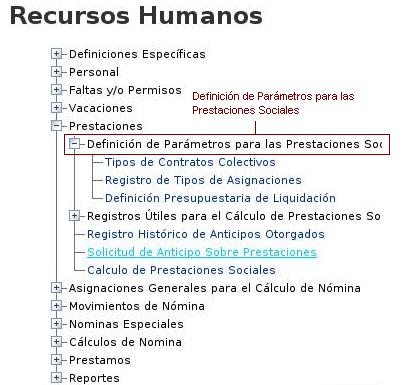 Recursos Humanos
Definiciones Específicas
Personal
Faltas y/o Permisos
Vacaciones
Definición de Parámetros para las
Prestaciones Sociales
Prestaciones
Definición de Parámetros para las Prestaciones Soc
Tipos de Contratos Colectivos
Registro de Tipos de Asignaciones
Definición Presupuestaria de Liquidación
Registros Útiles para el Cálculo de Prestaciones So
Registro Histórico de Anticipos Otorgados
Solicitud de Anticipo Sobre Prestaciones
Calculo de Prestaciones Sociales
Asignaciones Generales para el Cálculo de Nómina
Movimientos de Nómina
Nominas Especiales
Cálculos de Nomina
Prestamos
Reportes